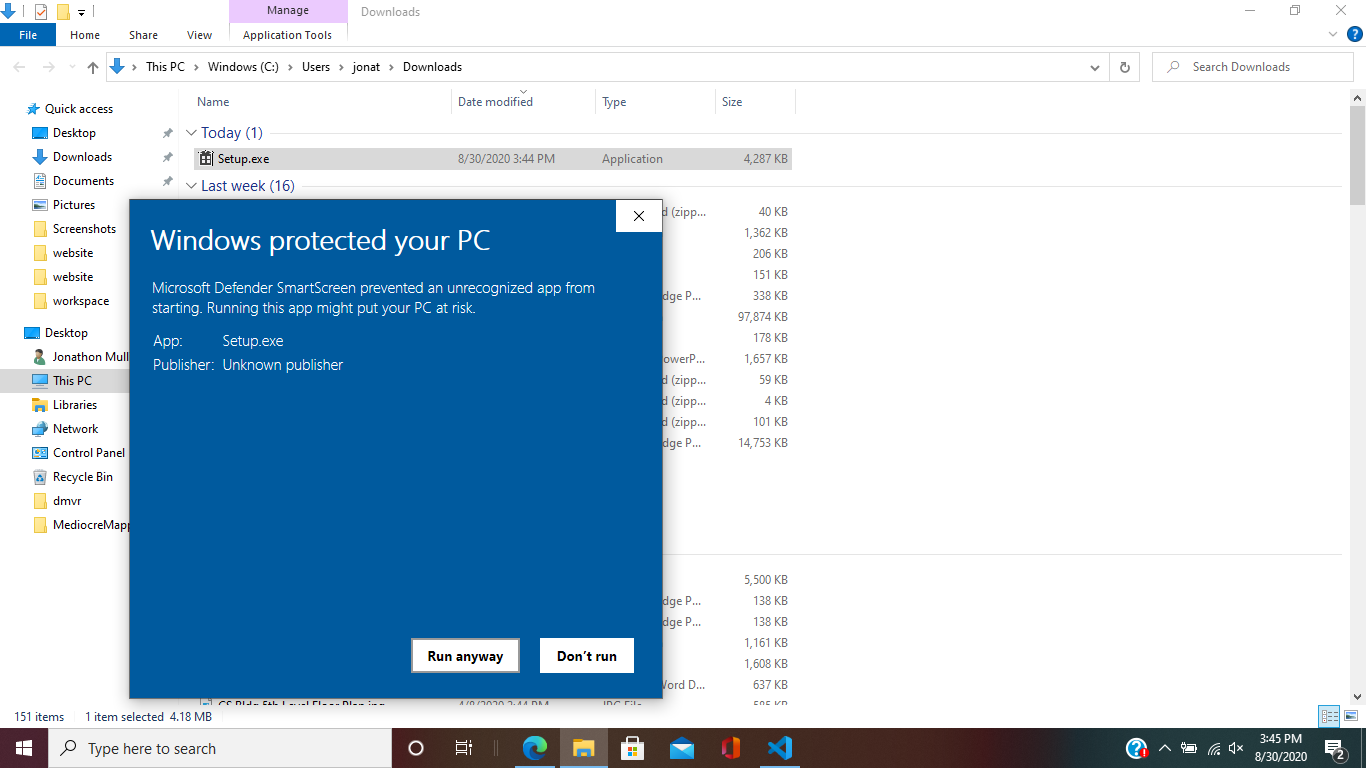 Manage
Downloads
File
Home
Share
View
Application Tools
This PC > Windows (C:) > Users > jonat > Downloads
Search Downloads
Name
Date modified
Type
Size
Quick access
Desktop
Downloads
Documents
Pictures
Screenshots
website
website
workspace
Desktop
Jonathon Mull
This PC
Libraries
Network
Control Panel
Recycle Bin
dmvr
MediocreMapp
Today (1)
Setup.exe 8/30/2020 3:44 PM Application 4,287 KB
Last week (16)
d (zipp... 40 KB
1,362 KB
206 KB
151 KB
dge P... 338 KB
97,874 KB
178 KB
owerP... 1,657 KB
d (zipp... 59 KB
d (zipp... 4 KB
d (zipp... 101 KB
dge P... 14,753 KB
5,500 KB
dge P... 138 KB
dge P... 138 KB
1,161 KB
1,608 KB
Word D... 637 KB
CS Bldg 5th Level Floor Plan.jpg 4/8/2020 3:44 PM JPG File 585 KB
Windows protected your PC
Microsoft Defender SmartScreen prevented an unrecognized app from
starting. Running this app might put your PC at risk.
App: Setup.exe
Publisher: Unknown publisher
Run anyway
Don't run
151 items
1 item selected 4.18 MB
Type here to search
3:45 PM
8/30/2020
2